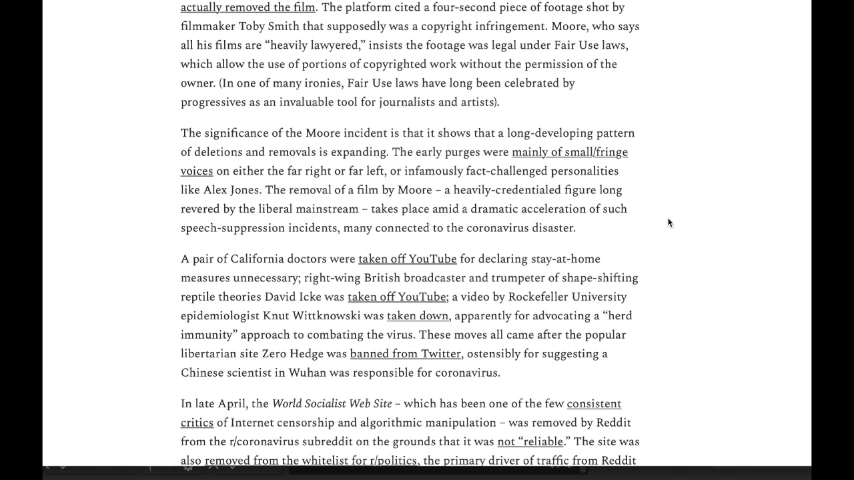 actually removed the film. The platform cited a four-second piece of footage shot by
filmmaker Toby Smith that supposedly was a copyright infringement. Moore, who says
all his films are “heavily lawyered,” insists the footage was legal under Fair Use laws,
which allow the use of portions of copyrighted work without the permission of the
owner. (In one of many ironies, Fair Use laws have long been celebrated by
progressives as an invaluable tool for journalists and artists).
The significance of the Moore incident is that it shows that a long-developing pattern
of deletions and removals is expanding. The early purges were mainly of small/fringe
voices on either the far right or far left, or infamously fact-challenged personalities
like Alex Jones. The removal of a film by Moore – a heavily-credentialed figure long
revered by the liberal mainstream – takes place amid a dramatic acceleration of such
speech-suppression incidents, many connected to the coronavirus disaster.
A pair of California doctors were taken off YouTube for declaring stay-at-home
measures unnecessary; right-wing British broadcaster and trumpeter of shape-shifting
reptile theories David Icke was taken off YouTube; a video by Rockefeller University
epidemiologist Knut Wittknowski was taken down, apparently for advocating a “herd
immunity” approach to combating the virus. These moves all came after the popular
libertarian site Zero Hedge was banned from Twitter, ostensibly for suggesting a
Chinese scientist in Wuhan was responsible for coronavirus.
In late April, the World Socialist Web Site – which has been one of the few consistent
critics of Internet censorship and algorithmic manipulation – was removed by Reddit
from the r/coronavirus subreddit on the grounds that it was not “reliable.” The site was
also removed from the whitelist for r/politics, the primary driver of traffic from Reddit